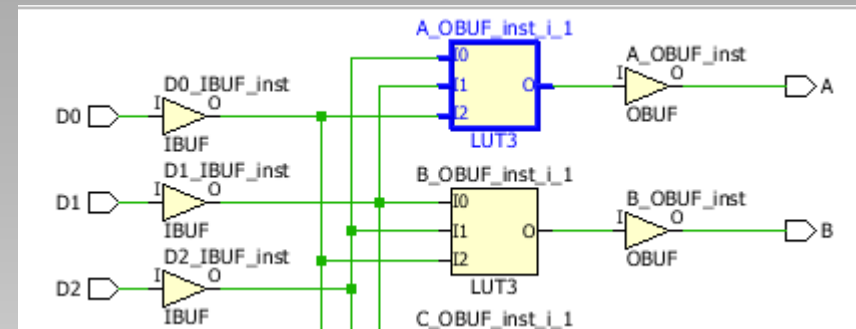 A_OBUF_inst_i_1
I0
I1
I2
O
LUT3
A_OBUF_inst
I
O
OBUF
A
D0_IBUF_inst
D0
I
O
IBUF
D1_IBUF_inst
D1
I
O
IBUF
B_OBUF_inst_i_1
I0
I1
I2
O
LUT3
B_OBUF_inst
I
O
OBUF
B
D2_IBUF_inst
D2
I
O
IBUF
C_OBUF_inst_i_1